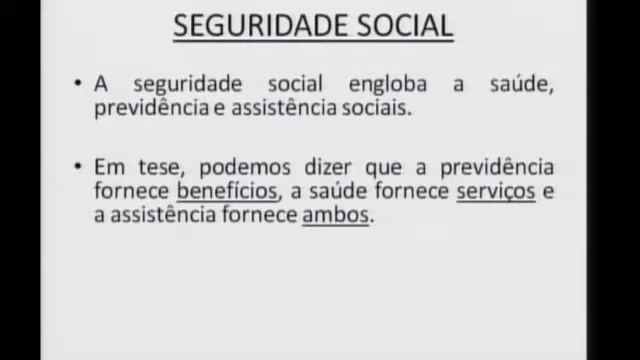 SEGURIDADE SOCIAL
• A seguridade social engloba a saúde,
previdência e assistência sociais.
• Em tese, podemos dizer que a previdência
fornece benefícios, a saúde fornece serviços e
a assistência fornece ambos.